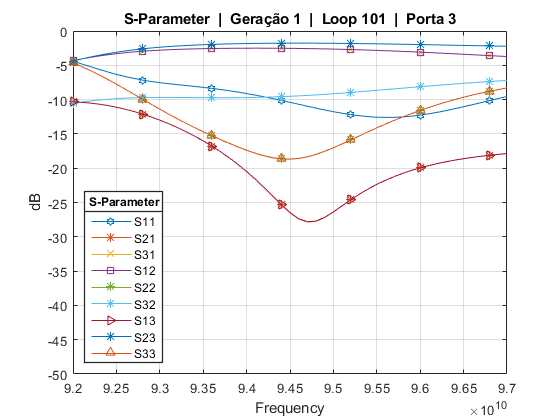 S-Parameter | Geração 1 | Loop 101 | Porta 3
0
-5
-10
-15
-20
-25
-30
-35
-40
-45
-50
dB
S-Parameter
S11
S21
S31
S12
S22
S32
S13
S23
S33
9.2 9.25 9.3 9.35 9.4 9.45 9.5 9.55 9.6 9.65 9.7
Frequency
×10^10